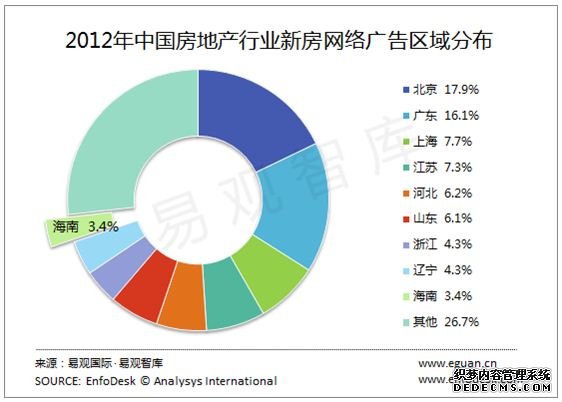 2012年中国房地产行业新房网络广告区域分布
北京 17.9%
广东 16.1%
上海 7.7%
江苏 7.3%
河北 6.2%
山东 6.1%
浙江 4.3%
辽宁 4.3%
海南 3.4%
其他 26.7%
海南 3.4%
易观智库
来源：易观国际·易观智库
www.eguan.cn
SOURCE: EnfoDesk © Analysys International
织梦内容管理系统
DEDECMS.COM